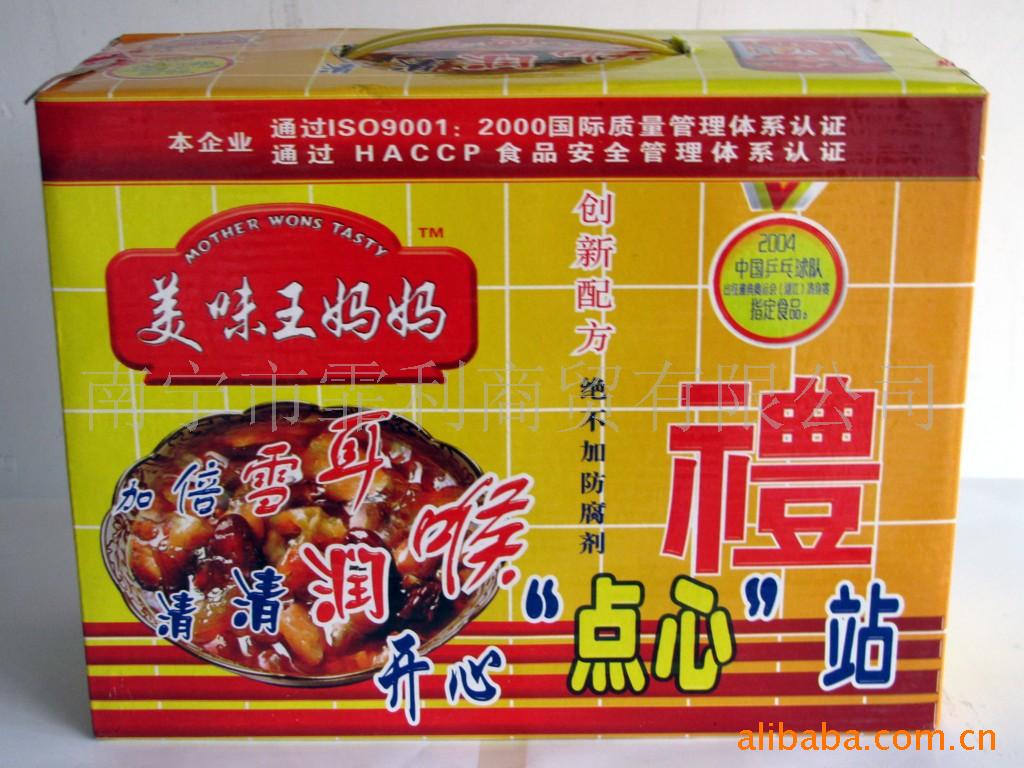 本企业
通过ISO9001：2000国际质量管理体系认证
通过 HACCP 食品安全管理体系认证
MOTHER WONS TASTY
TM
美味王妈妈
创新配方
绝不加防腐剂
2004
中国乒乓球队
指定食品。
禮
南宁市霏利商贸有限公司
加倍雪耳
清清润喉
开心“点心”站
alibaba.com.cn